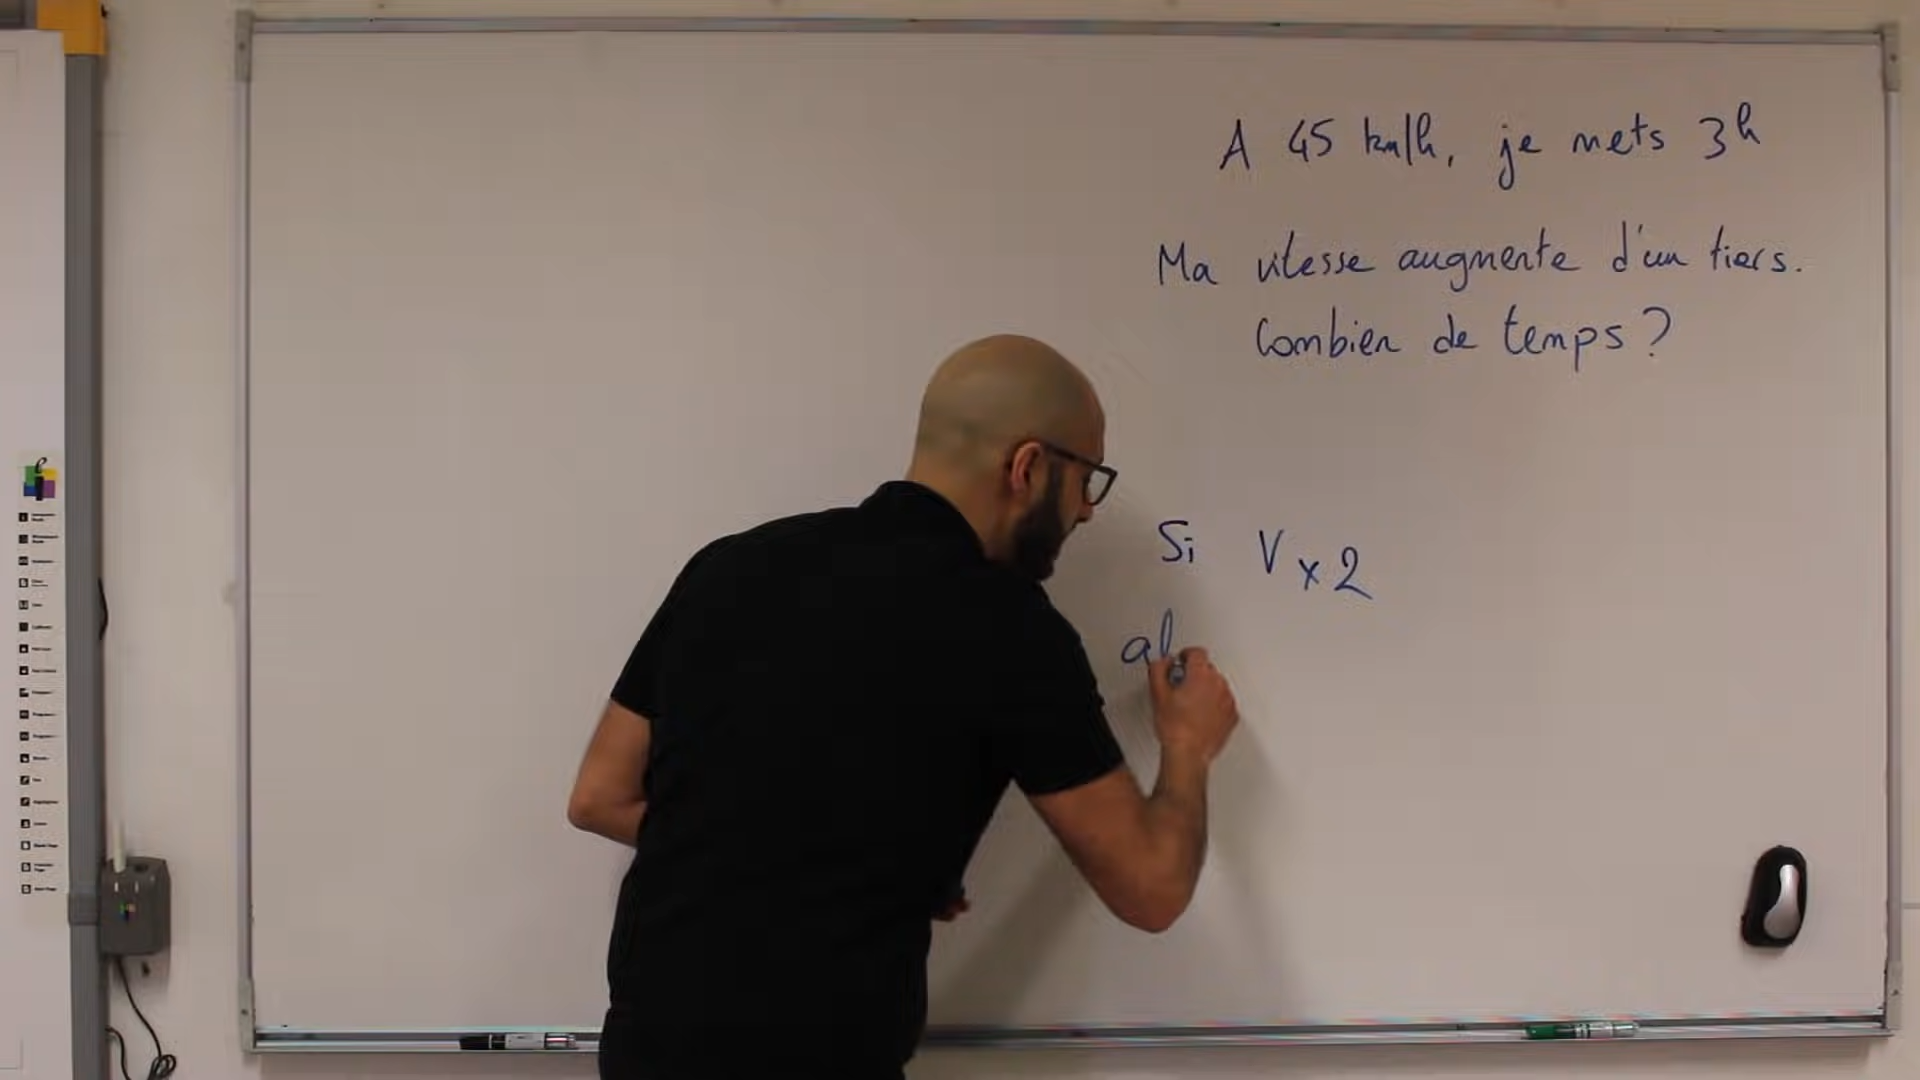 A 45 km/h, je mets 3h
Ma vitesse augmente d'un tiers.
Combien de temps ?
Si V x 2
al